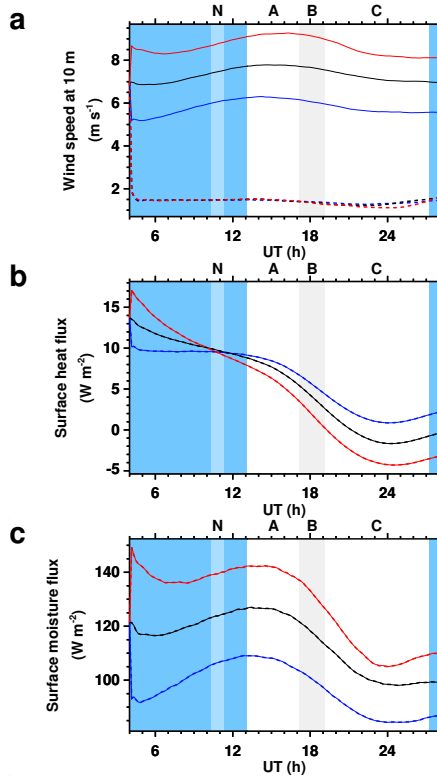 a
N A B C
Wind speed at 10 m
(m s-1)
8
6
4
2
6 12 18 24
UT (h)
b
N A B C
Surface heat flux
(W m-2)
15
10
5
0
-5
6 12 18 24
UT (h)
c
N A B C
Surface moisture flux
(W m-2)
140
120
100
6 12 18 24
UT (h)